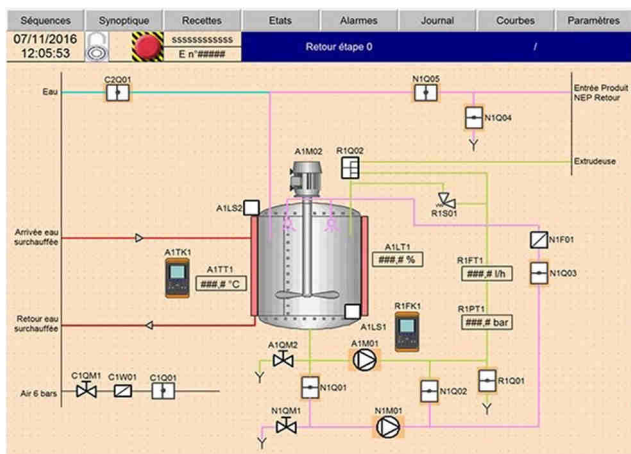 Séquences Synoptique Recettes Etats Alarmes Journal Courbes Paramètres
07/11/2016
12:05:53
ssssssssssss
E n°#####
Retour étape 0 /
Eau
C2Q01
N1Q05
Entrée Produit
NEP Retour
N1Q04
A1M02
R1Q02
Extrudeuse
A1LS2
R1S01
Arrivée eau
surchauffée
A1TK1
A1TT1
###,# °C
A1LT1
###,# %
R1FT1
###,# l/h
N1F01
N1Q03
Retour eau
surchauffée
A1LS1
R1FK1
R1PT1
###,# bar
A1QM2
A1M01
C1QM1
C1W01
C1Q01
Air 6 bars
N1Q01
N1Q02
R1Q01
N1QM1
N1M01